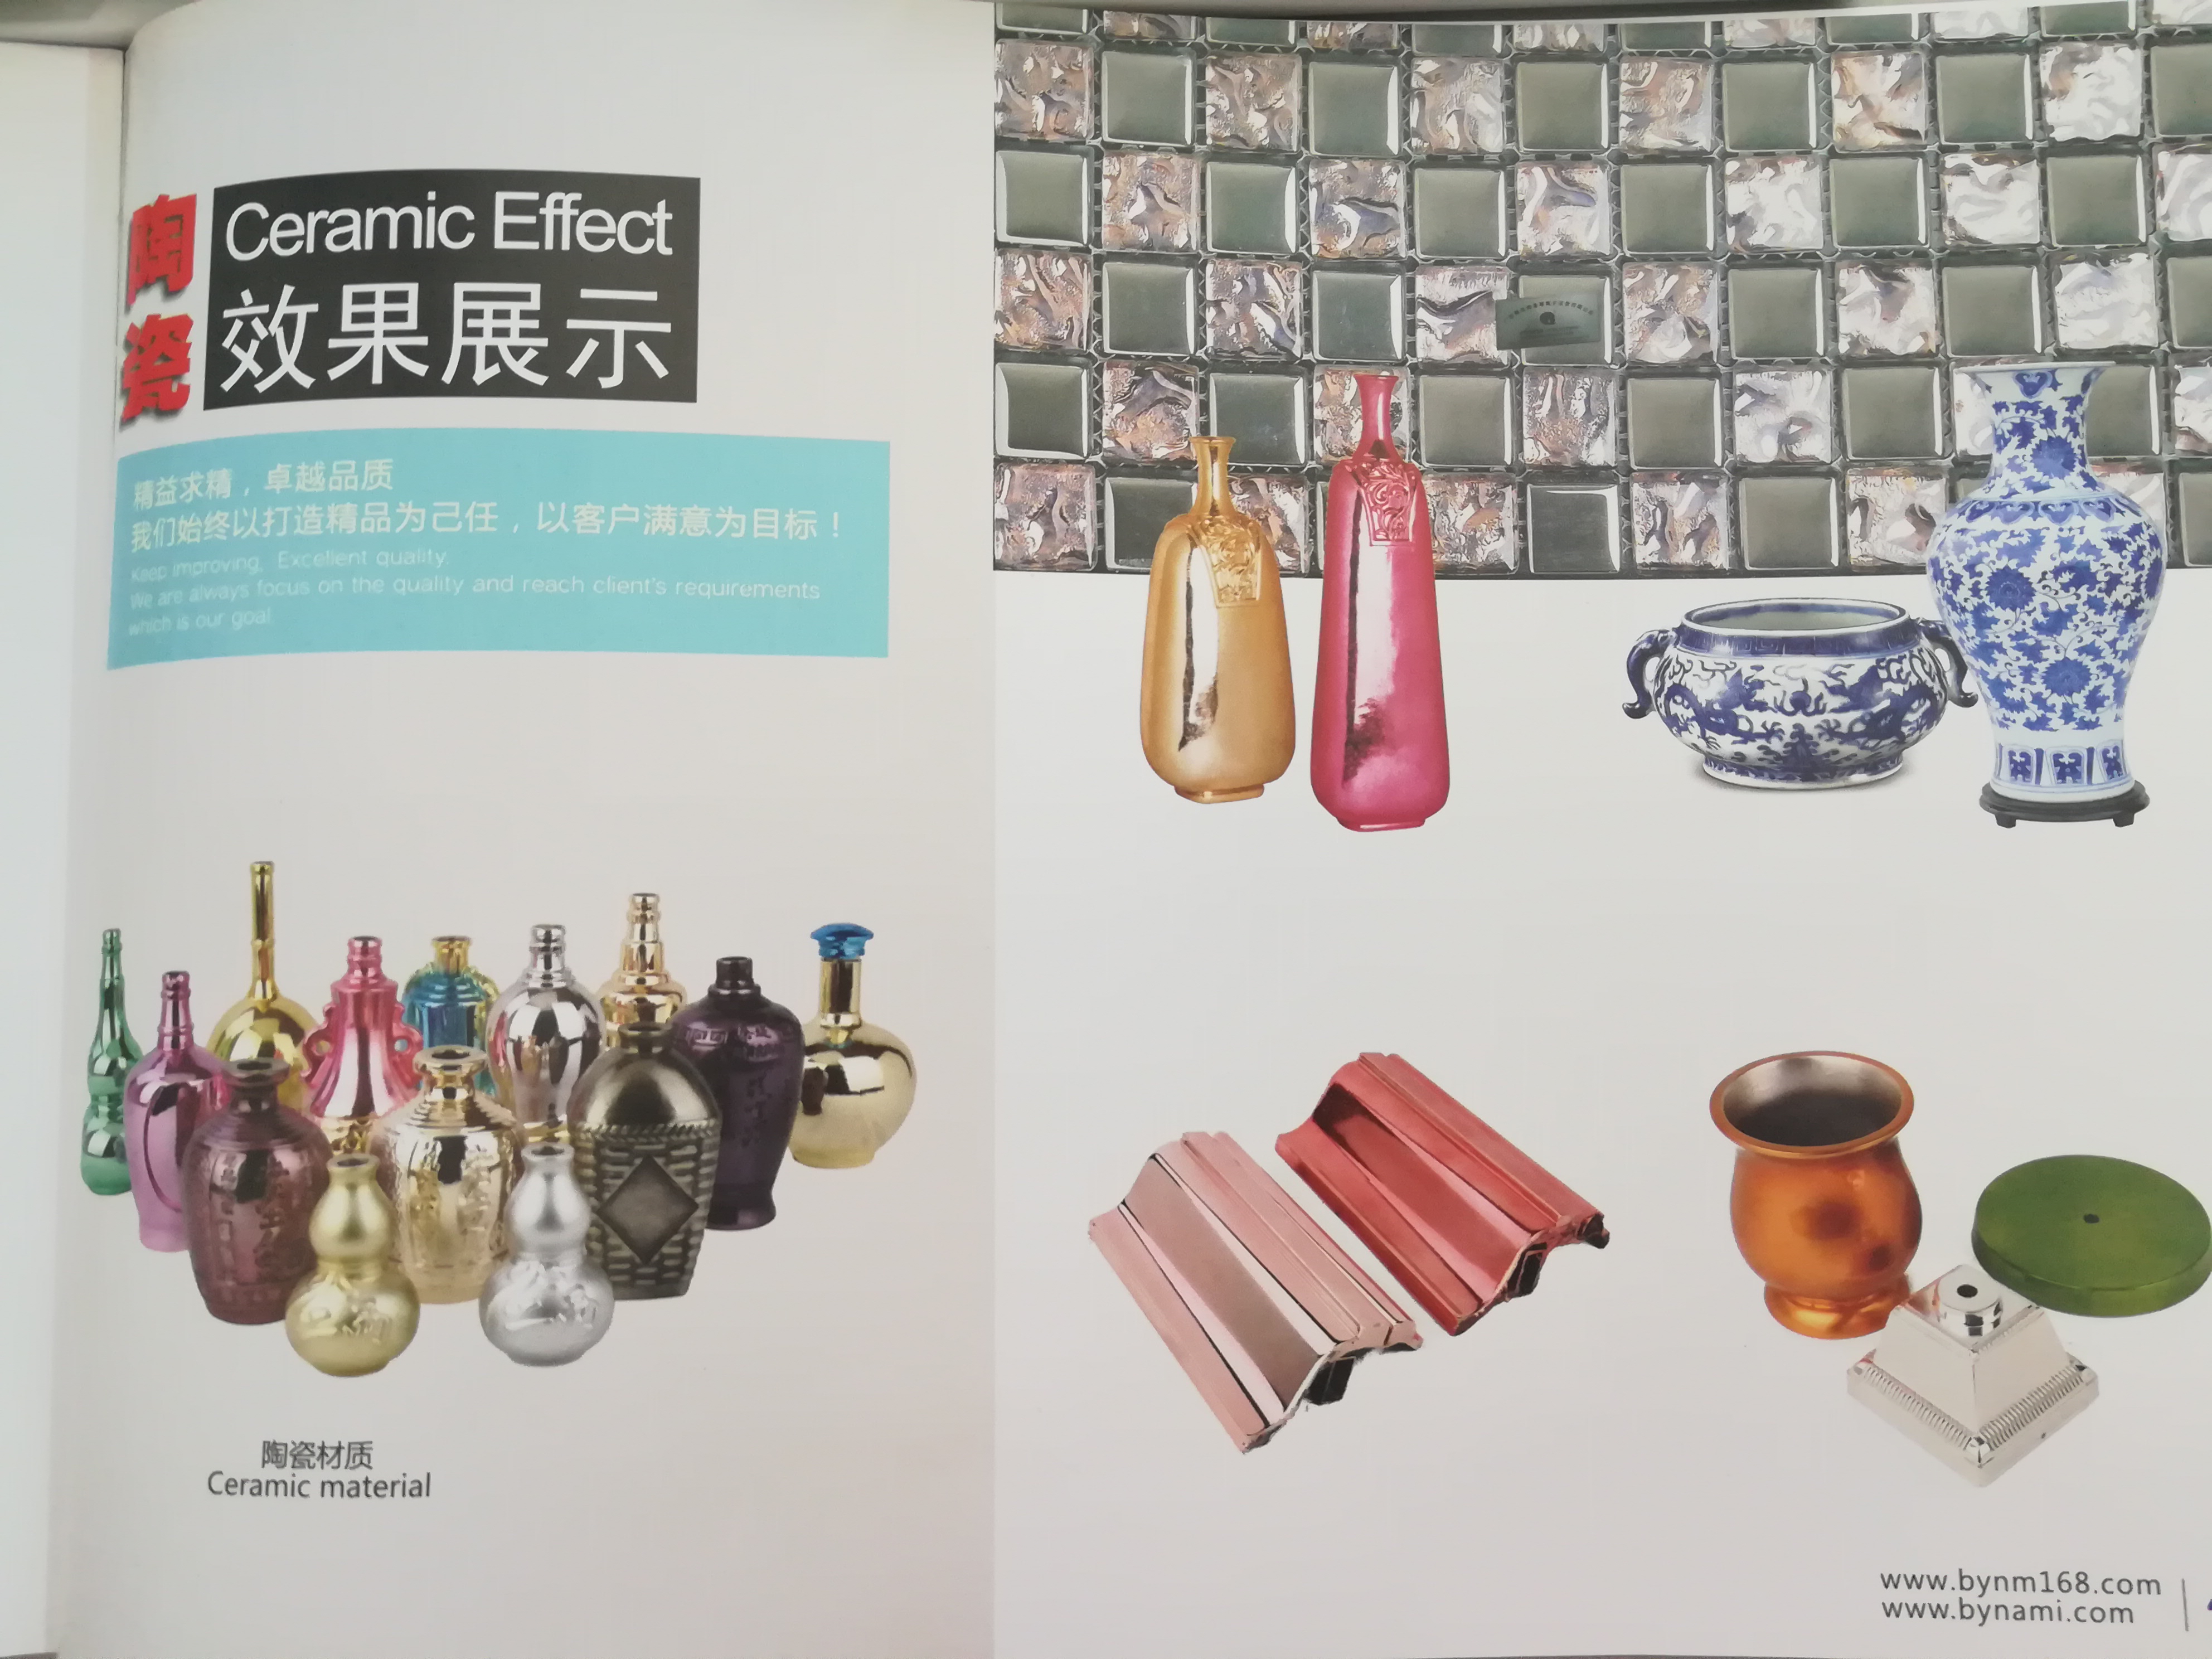 陶瓷
Ceramic Effect
效果展示
精益求精，卓越品质
我们始终以打造精品为己任，以客户满意为目标！
Keep improving, Excellent quality.
We are always focus on the quality and reach client's requirements
which is our goal
陶瓷材质
Ceramic material
www.bynm168.com
www.bynami.com